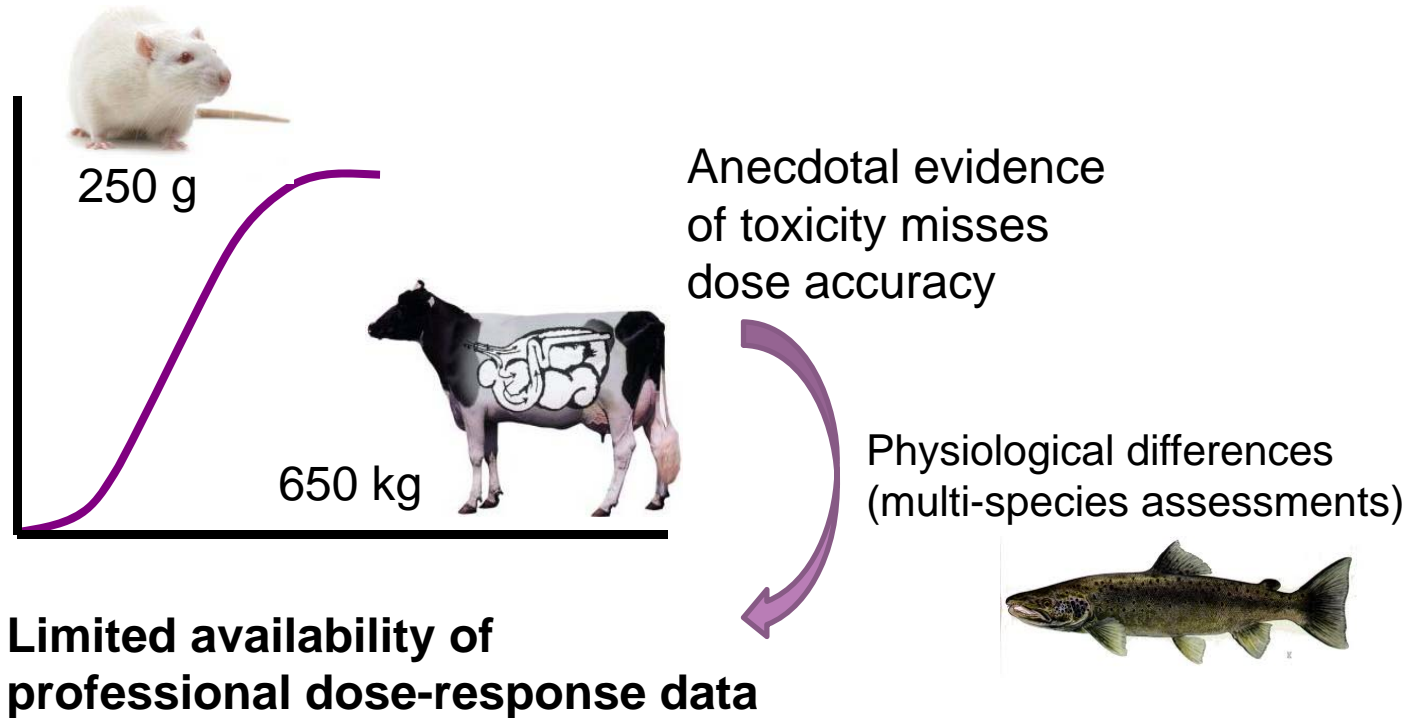 250 g
Anecdotal evidence
of toxicity misses
dose accuracy
650 kg
Physiological differences
(multi-species assessments)
Limited availability of
professional dose-response data